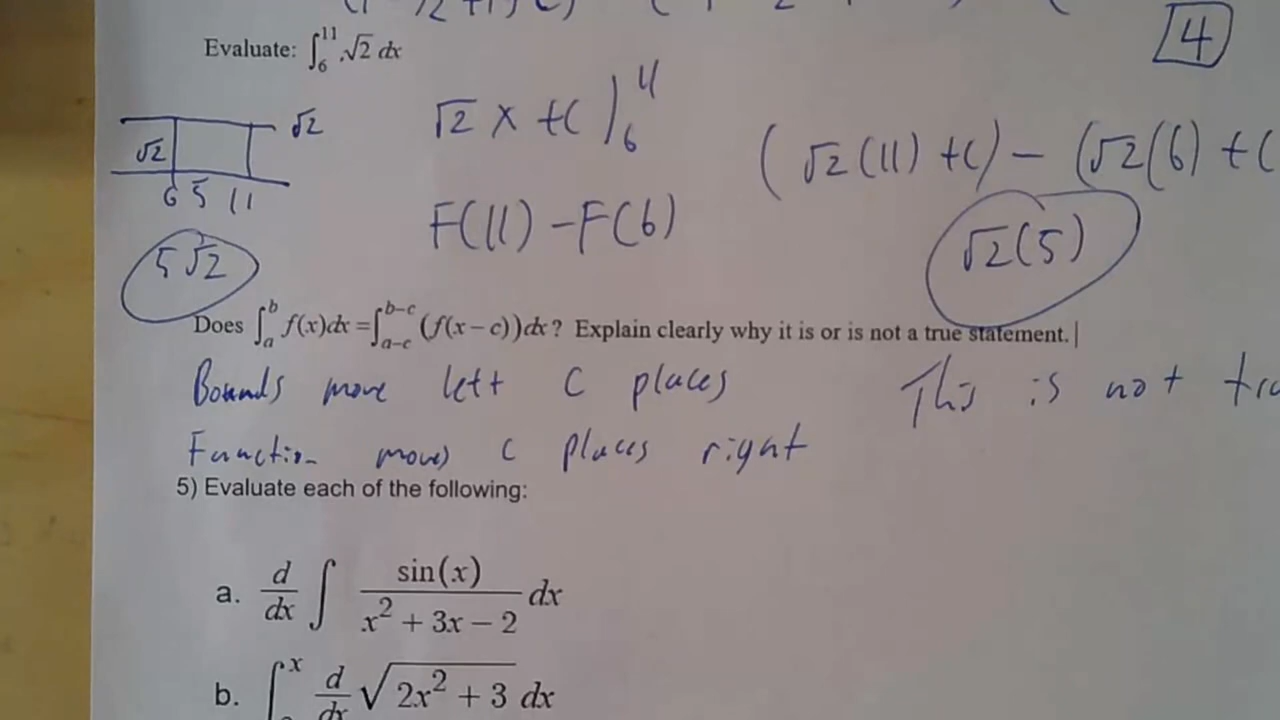 4
Evaluate: ∫₆¹¹ √2 dx
√2 x + C |₆¹¹
√2
√2
6 5 11
(√2(11) + C) − (√2(6) + C
F(11) − F(6)
√2(5)
5√2
Does ∫ₐᵇ f(x)dx = ∫ₐ₋cᵇ⁻ᶜ (f(x − c))dx? Explain clearly why it is or is not a true statement.
Bounds move left C places
This is not
Function moves C places right
5) Evaluate each of the following:
a. d/dx ∫ sin(x)/(x² + 3x − 2) dx
b. ∫ˣ d/dx √(2x² + 3) dx